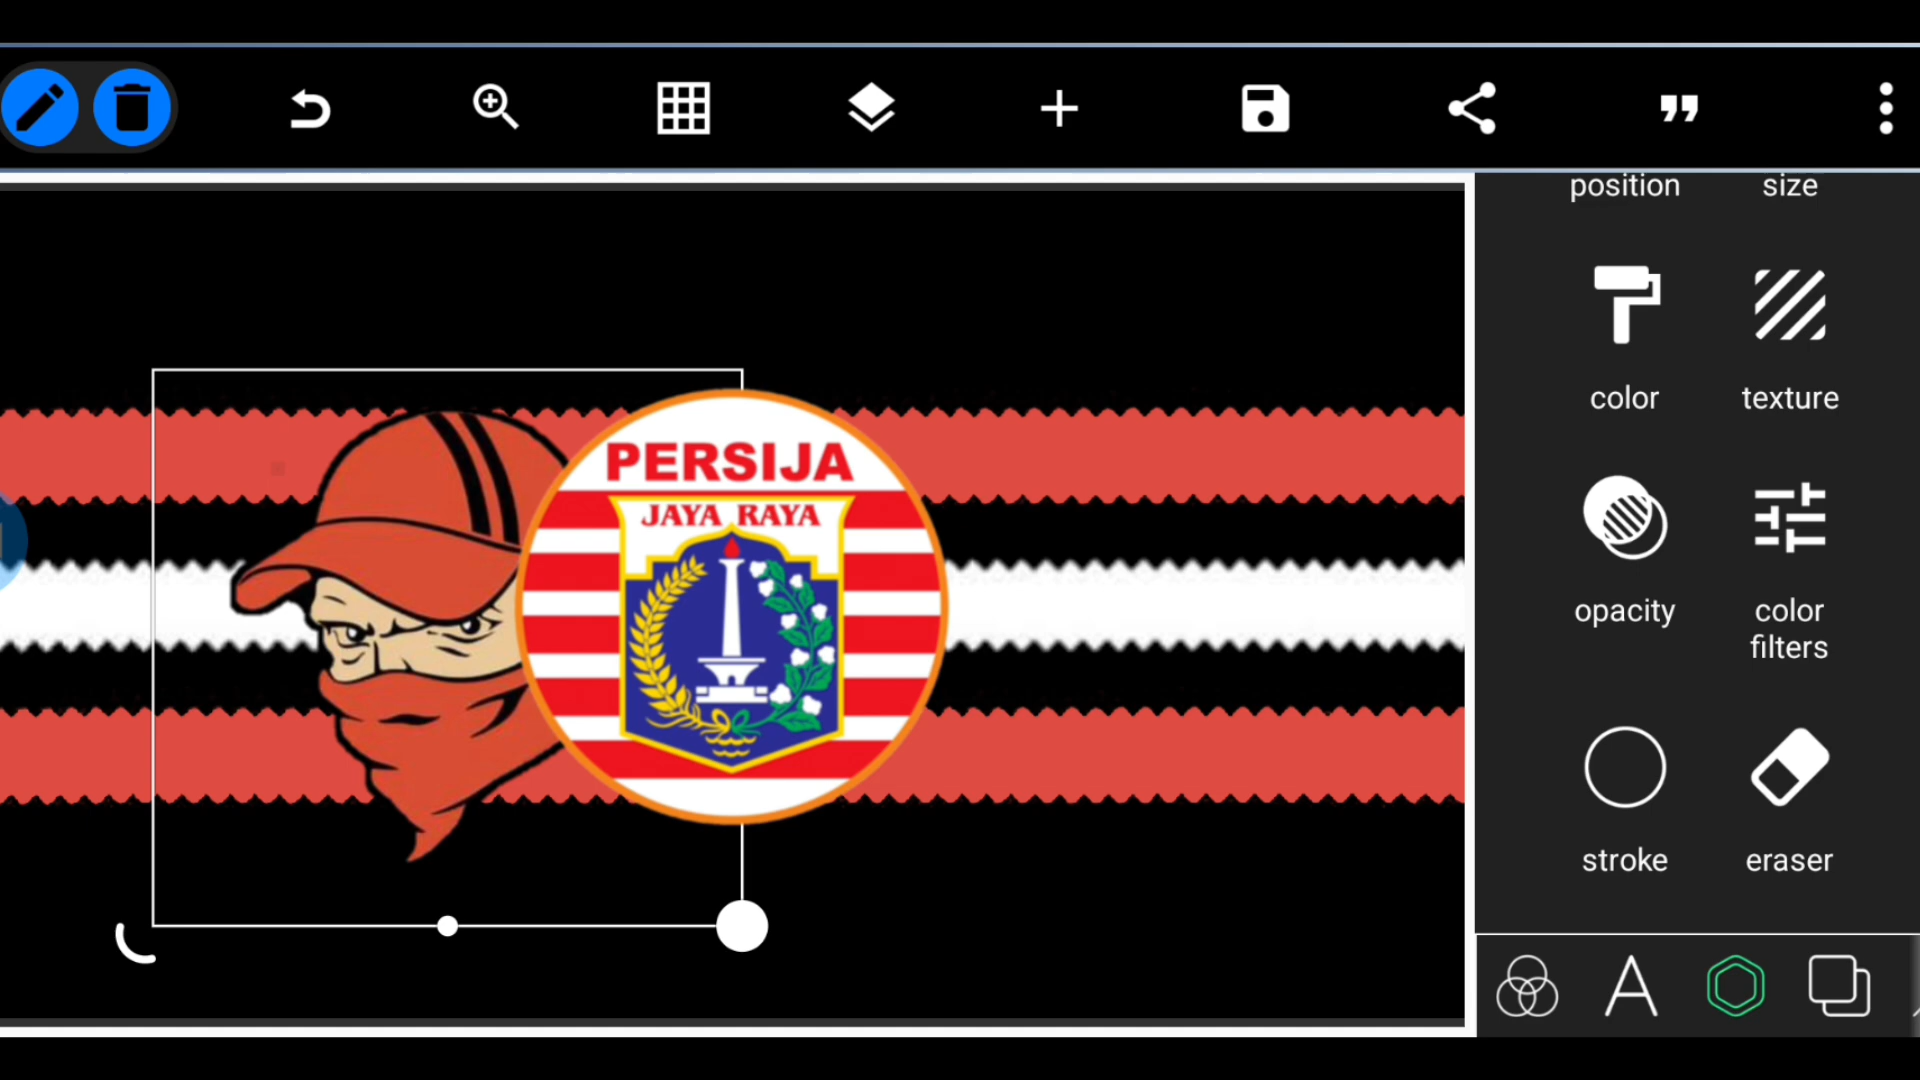 position
size
color
texture
opacity
color
filters
stroke
eraser
PERSIJA
JAYA RAYA